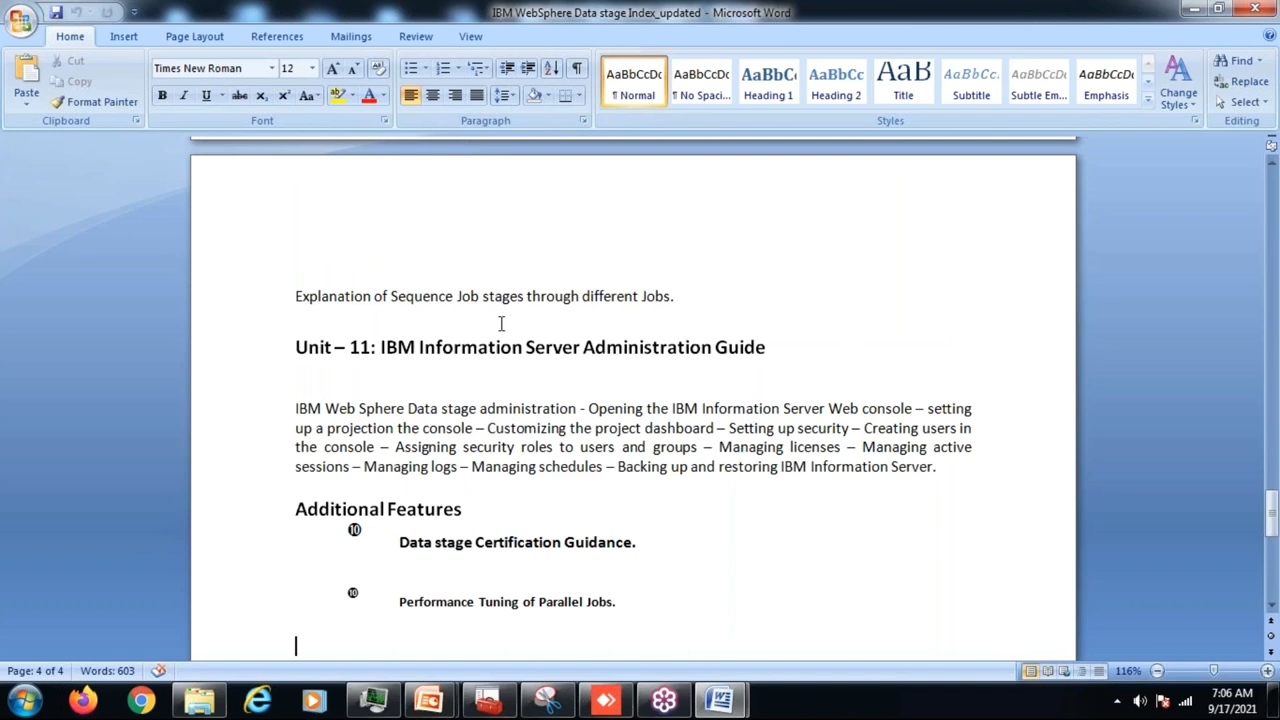 IBM WebSphere Data stage Index_updated - Microsoft Word
Home Insert Page Layout References Mailings Review View
Cut
Copy
Format Painter
Paste
Clipboard
Times New Roman 12
B I U abc X₂ X² Aa
Font
Paragraph
AaBbCcDc AaBbCcDc AaBbCc AaBbCc AaB AaBbCc. AaBbCcDc AaBbCcDc
¶ Normal ¶ No Spaci... Heading 1 Heading 2 Title Subtitle Subtle Em... Emphasis
Change Styles
Styles
Find
Replace
Select
Editing
Explanation of Sequence Job stages through different Jobs.
Unit – 11: IBM Information Server Administration Guide
IBM Web Sphere Data stage administration - Opening the IBM Information Server Web console – setting
up a projection the console – Customizing the project dashboard – Setting up security – Creating users in
the console – Assigning security roles to users and groups – Managing licenses – Managing active
sessions – Managing logs – Managing schedules – Backing up and restoring IBM Information Server.
Additional Features
❿ Data stage Certification Guidance.
❿ Performance Tuning of Parallel Jobs.
Page: 4 of 4 Words: 603 116%
7:06 AM
9/17/2021